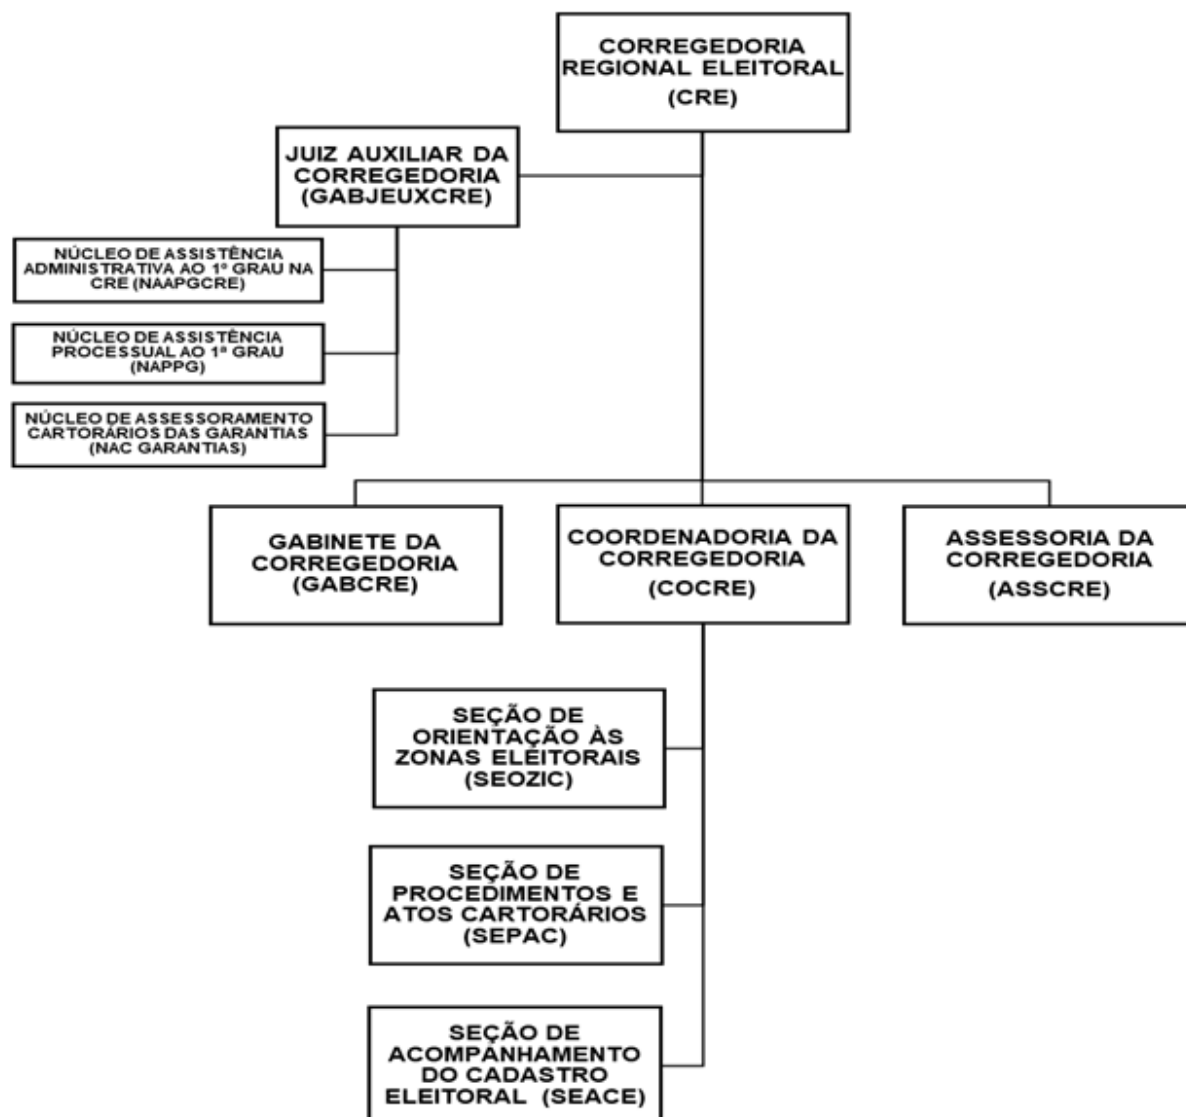 CORREGEDORIA
REGIONAL ELEITORAL
(CRE)
JUIZ AUXILIAR DA
CORREGEDORIA
(GABJEUXCRE)
NÚCLEO DE ASSISTÊNCIA
ADMINISTRATIVA AO 1º GRAU NA
CRE (NAAPGCRE)
NÚCLEO DE ASSISTÊNCIA
PROCESSUAL AO 1º GRAU
(NAPPG)
NÚCLEO DE ASSESSORAMENTO
CARTORÁRIOS DAS GARANTIAS
(NAC GARANTIAS)
GABINETE DA
CORREGEDORIA
(GABCRE)
COORDENADORIA DA
CORREGEDORIA
(COCRE)
ASSESSORIA DA
CORREGEDORIA
(ASSCRE)
SEÇÃO DE
ORIENTAÇÃO ÀS
ZONAS ELEITORAIS
(SEOZIC)
SEÇÃO DE
PROCEDIMENTOS E
ATOS CARTORÁRIOS
(SEPAC)
SEÇÃO DE
ACOMPANHAMENTO
DO CADASTRO
ELEITORAL (SEACE)